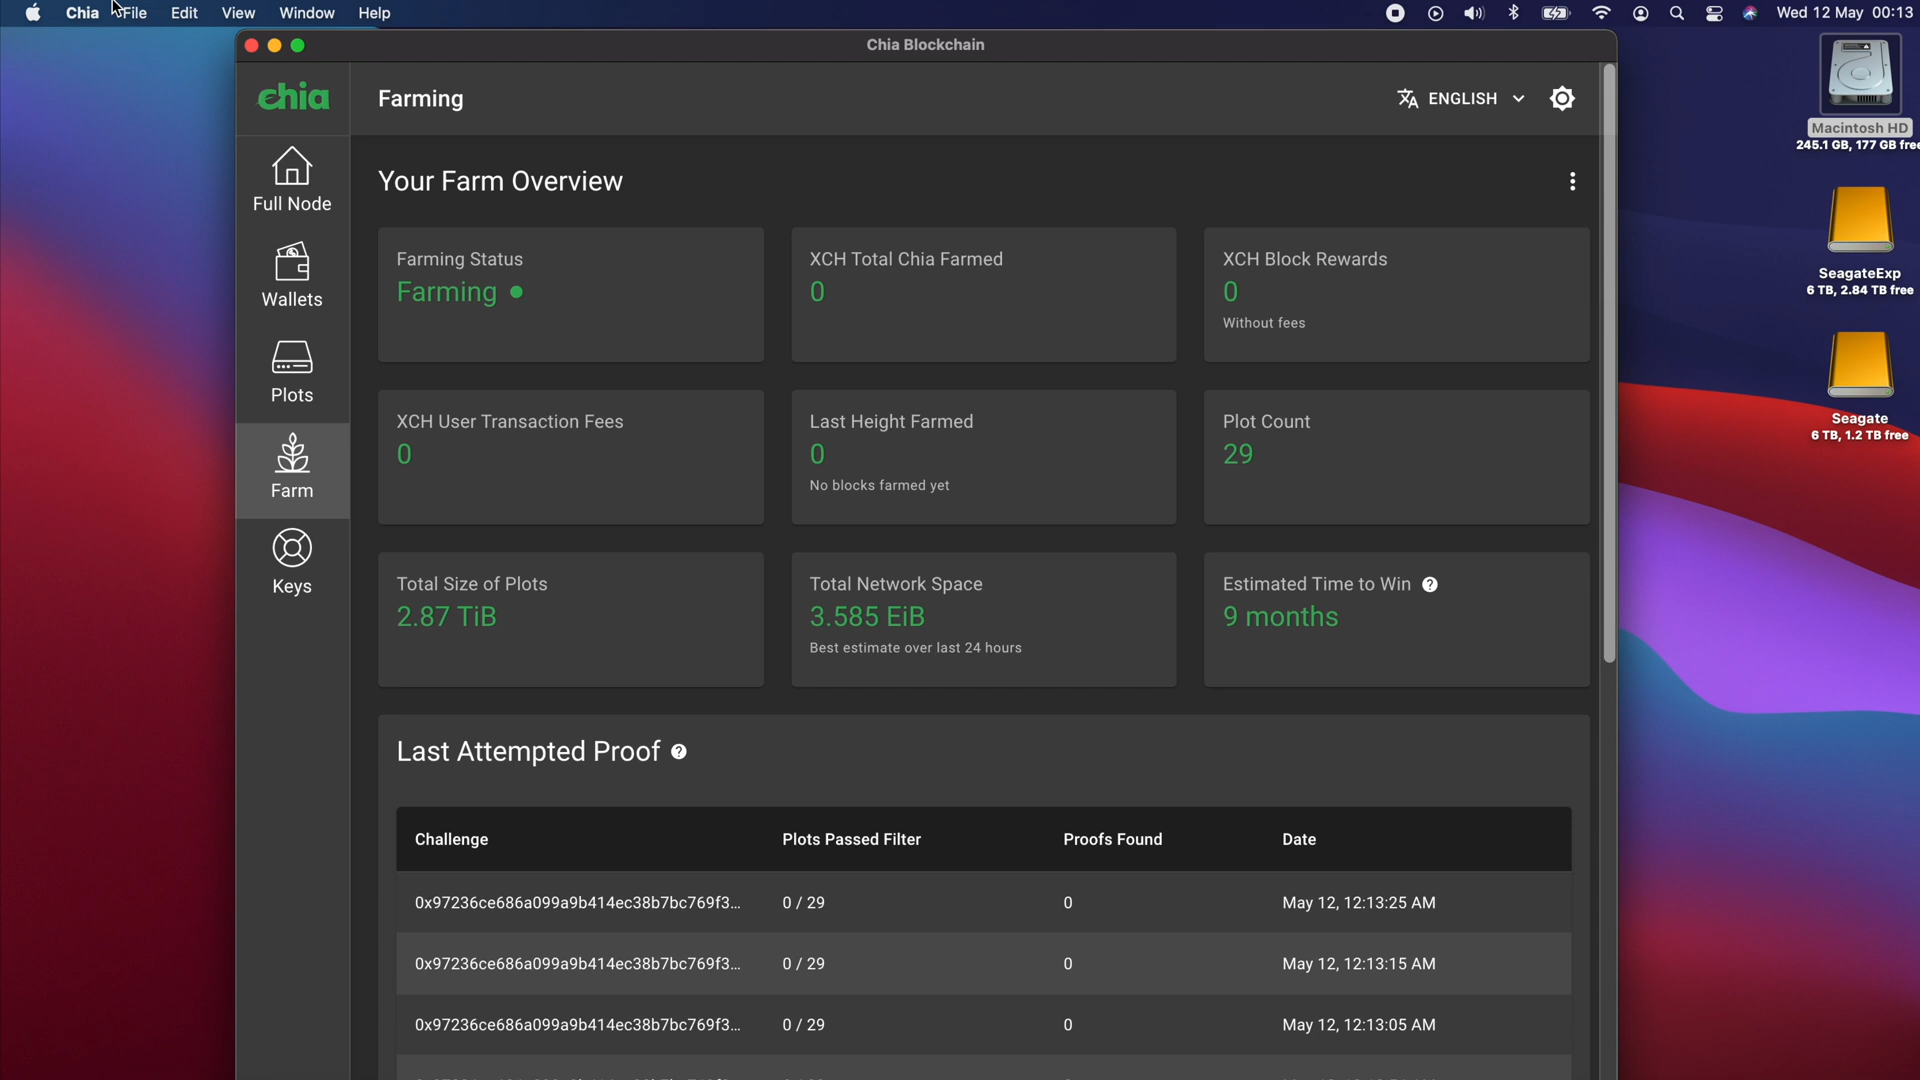 Chia File Edit View Window Help
Wed 12 May 00:13
Chia Blockchain
chia
Farming
ENGLISH
Macintosh HD
245.1 GB, 177 GB free
Full Node
Wallets
Plots
Farm
Keys
Your Farm Overview
Farming Status
Farming
XCH Total Chia Farmed
0
XCH Block Rewards
0
Without fees
SeagateExp
6 TB, 2.84 TB free
XCH User Transaction Fees
0
Last Height Farmed
0
No blocks farmed yet
Plot Count
29
Seagate
6 TB, 1.2 TB free
Total Size of Plots
2.87 TiB
Total Network Space
3.585 EiB
Best estimate over last 24 hours
Estimated Time to Win ?
9 months
Last Attempted Proof ?
Challenge Plots Passed Filter Proofs Found Date
0x97236ce686a099a9b414ec38b7bc769f3... 0 / 29 0 May 12, 12:13:25 AM
0x97236ce686a099a9b414ec38b7bc769f3... 0 / 29 0 May 12, 12:13:15 AM
0x97236ce686a099a9b414ec38b7bc769f3... 0 / 29 0 May 12, 12:13:05 AM